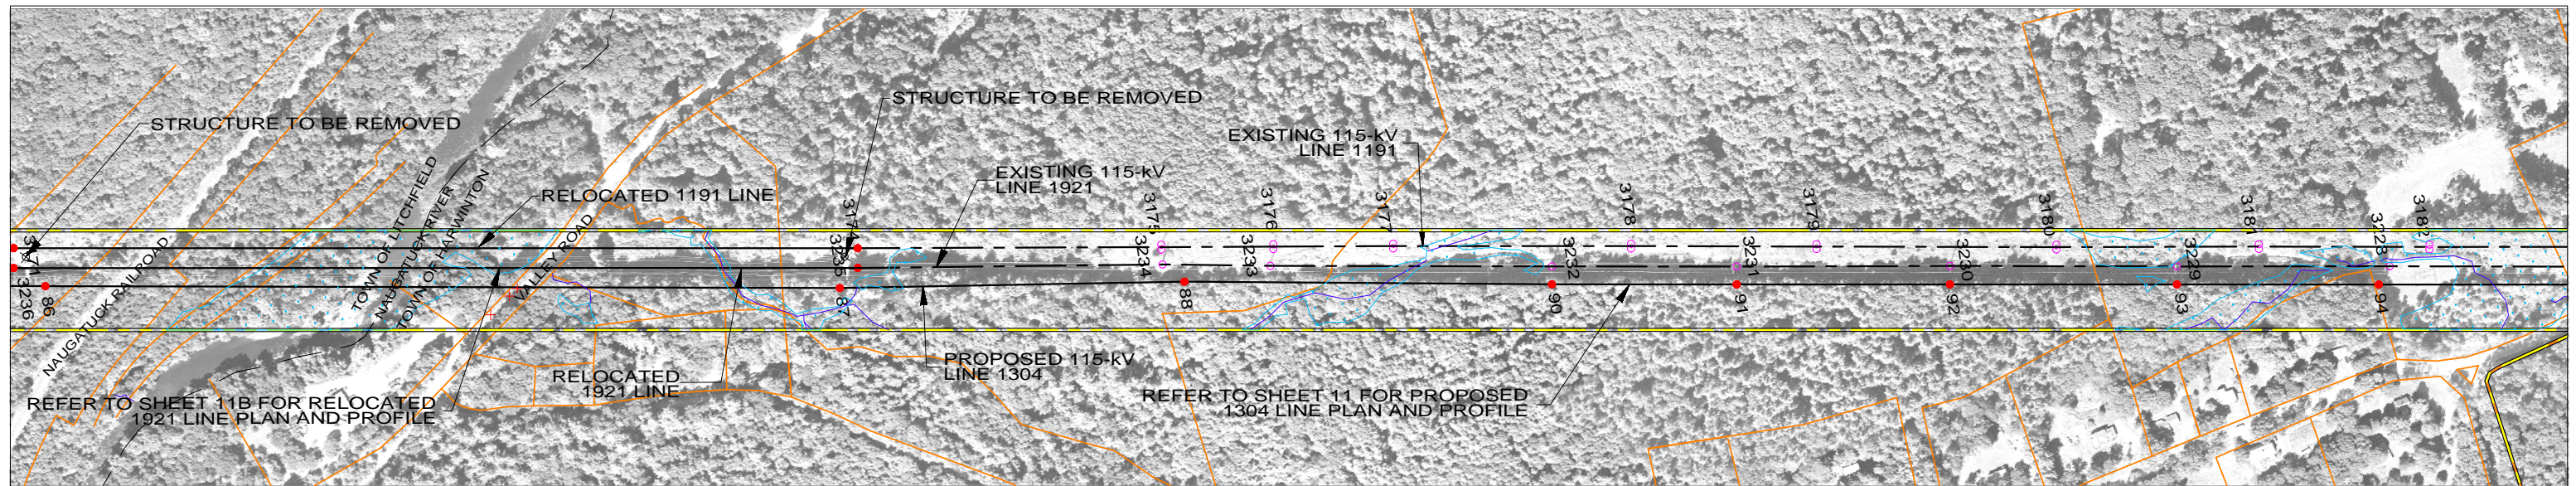 STRUCTURE TO BE REMOVED
STRUCTURE TO BE REMOVED
EXISTING 115-kV
LINE 1191
EXISTING 115-kV
LINE 1921
RELOCATED 1191 LINE
TOWN OF LITCHFIELD
NAUGATUCK RIVER
TOWN OF HARWINTON
VALLEY ROAD
NAUGATUCK RAILROAD
3171
3236
86
3174
3235
87
3175
3234
88
3176
3233
3177
3178
3232
90
3231
91
3179
3230
92
3180
3229
93
3181
3228
94
3182
RELOCATED
1921 LINE
PROPOSED 115-kV
LINE 1304
REFER TO SHEET 11B FOR RELOCATED
1921 LINE PLAN AND PROFILE
REFER TO SHEET 11 FOR PROPOSED
1304 LINE PLAN AND PROFILE